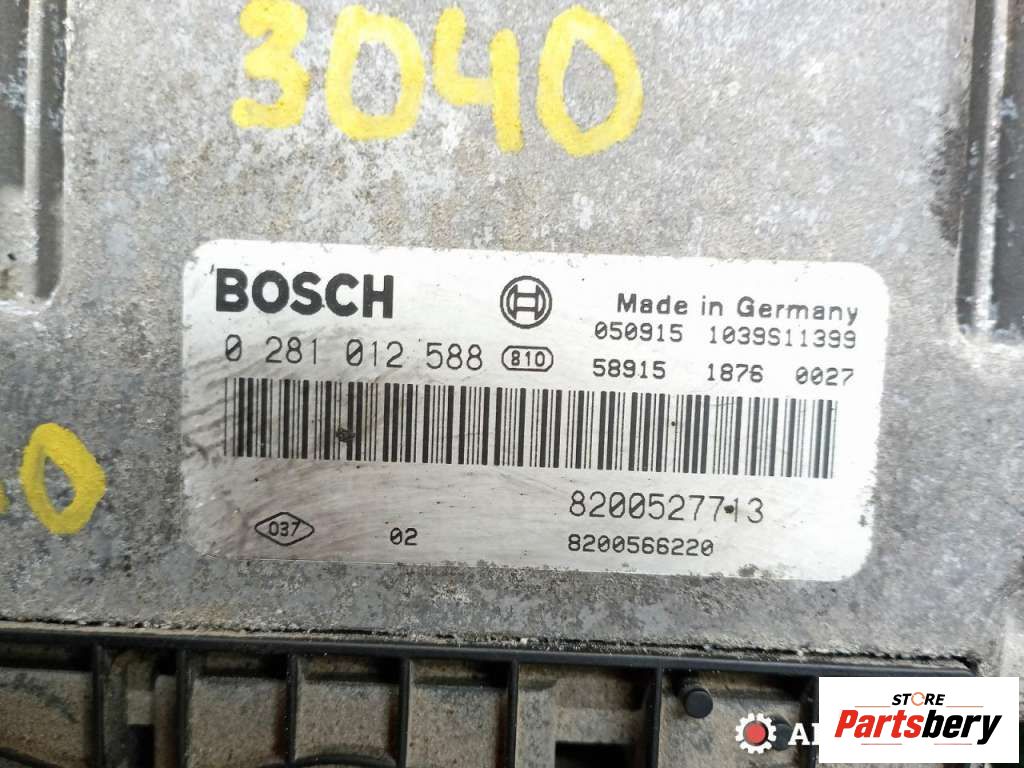 3040
BOSCH
Made in Germany
050915 1039S11399
0 281 012 588 810
58915 1876 0027
0
8200527713
037 02 8200566220
STORE
Partsbery